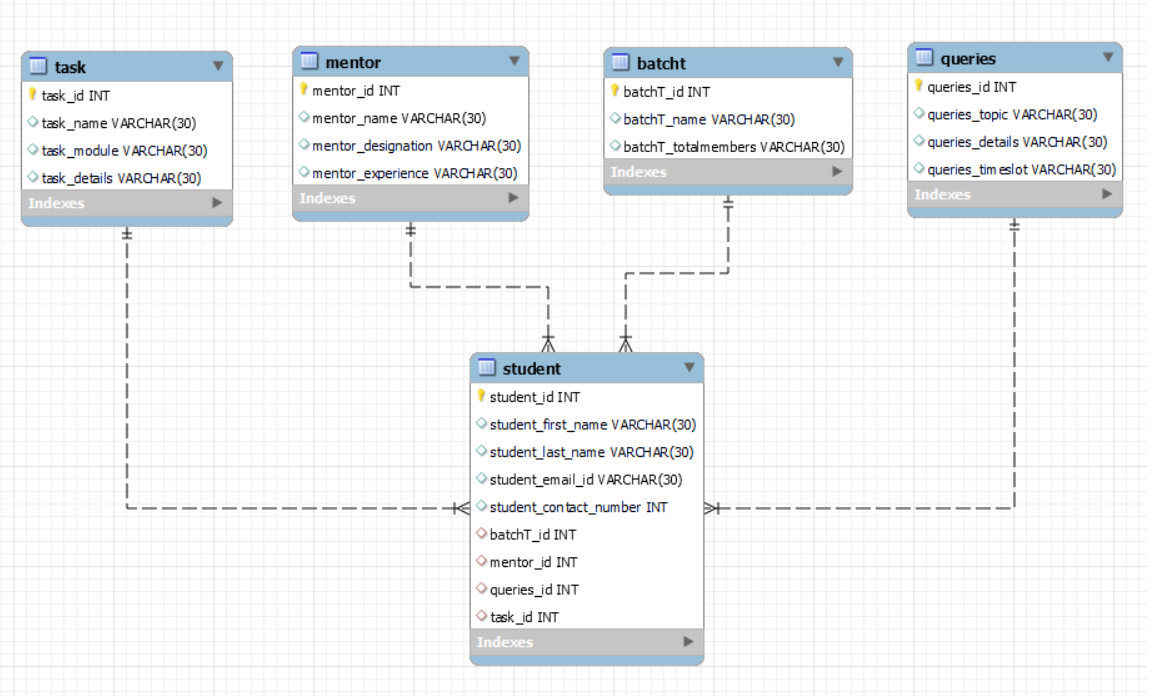 task
task_id INT
task_name VARCHAR(30)
task_module VARCHAR(30)
task_details VARCHAR(30)
Indexes
mentor
mentor_id INT
mentor_name VARCHAR(30)
mentor_designation VARCHAR(30)
mentor_experience VARCHAR(30)
Indexes
batcht
batchT_id INT
batchT_name VARCHAR(30)
batchT_totalmembers VARCHAR(30)
Indexes
queries
queries_id INT
queries_topic VARCHAR(30)
queries_details VARCHAR(30)
queries_timeslot VARCHAR(30)
Indexes
student
student_id INT
student_first_name VARCHAR(30)
student_last_name VARCHAR(30)
student_email_id VARCHAR(30)
student_contact_number INT
batchT_id INT
mentor_id INT
queries_id INT
task_id INT
Indexes